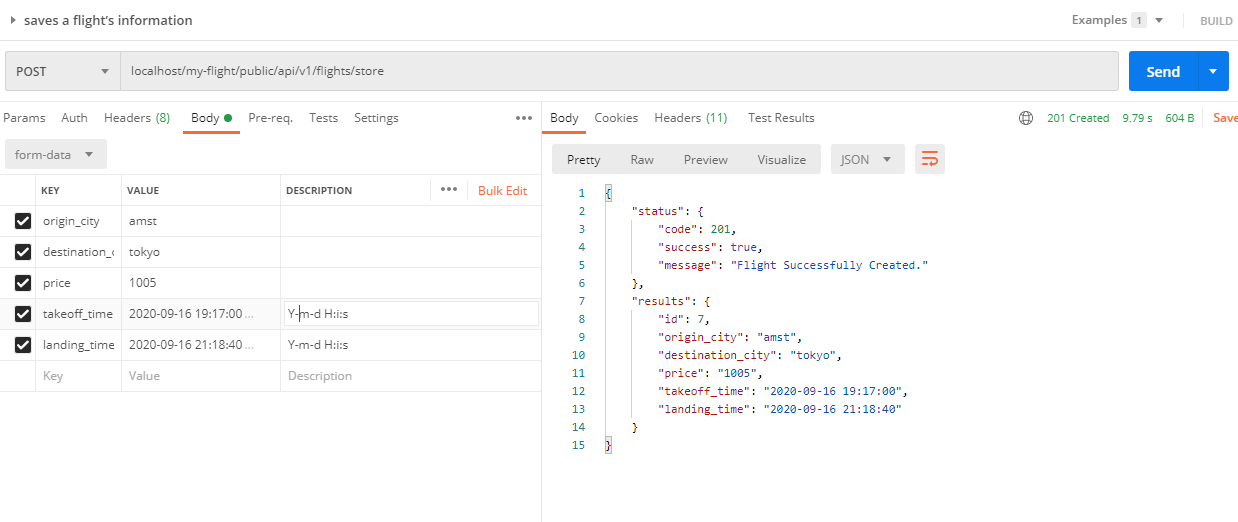 saves a flight's information
Examples 1
BUILD
POST
localhost/my-flight/public/api/v1/flights/store
Send
Params Auth Headers (8) Body Pre-req. Tests Settings
form-data
KEY VALUE DESCRIPTION Bulk Edit
origin_city amst
destination_c tokyo
price 1005
takeoff_time 2020-09-16 19:17:00 ... Y-m-d H:i:s
landing_time 2020-09-16 21:18:40 ... Y-m-d H:i:s
Key Value Description
Body Cookies Headers (11) Test Results 201 Created 9.79 s 604 B Save
Pretty Raw Preview Visualize JSON
1 {
2 "status": {
3 "code": 201,
4 "success": true,
5 "message": "Flight Successfully Created."
6 },
7 "results": {
8 "id": 7,
9 "origin_city": "amst",
10 "destination_city": "tokyo",
11 "price": "1005",
12 "takeoff_time": "2020-09-16 19:17:00",
13 "landing_time": "2020-09-16 21:18:40"
14 }
15 }